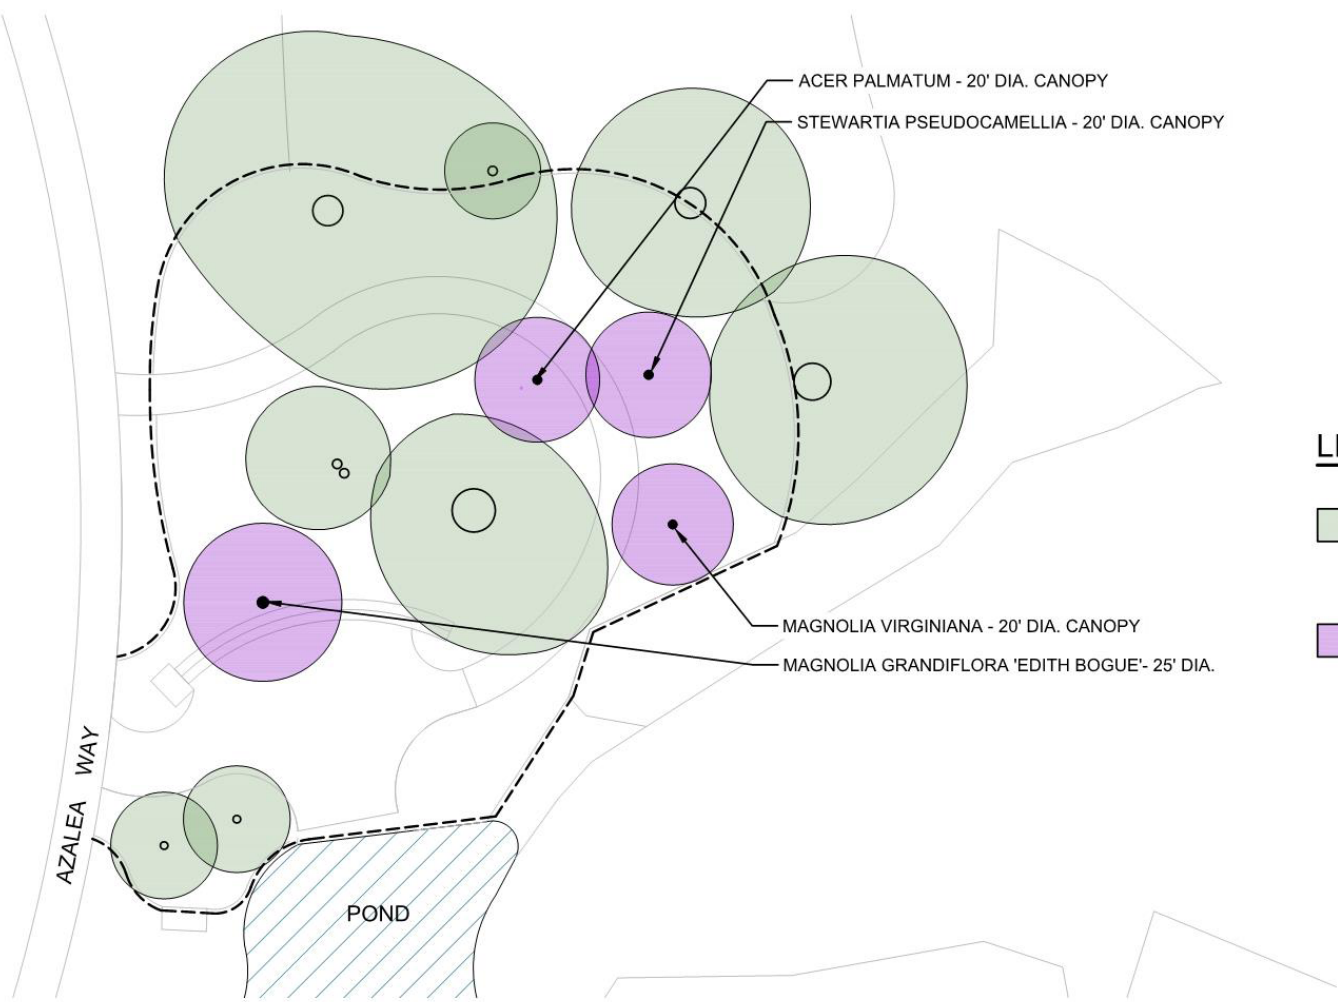 ACER PALMATUM - 20' DIA. CANOPY
STEWARTIA PSEUDOCAMELLIA - 20' DIA. CANOPY
MAGNOLIA VIRGINIANA - 20' DIA. CANOPY
MAGNOLIA GRANDIFLORA 'EDITH BOGUE'- 25' DIA.
AZALEA WAY
POND